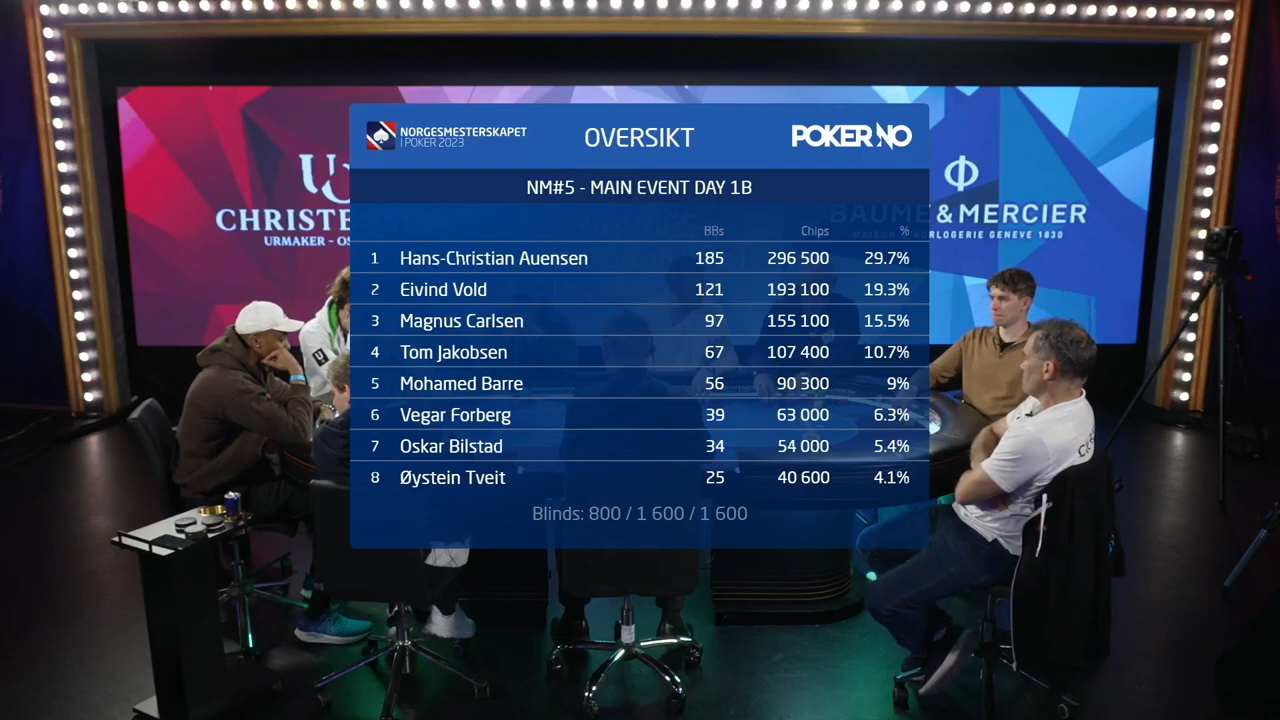 NORGESMESTERSKAPET
I POKER 2023
OVERSIKT
POKER.NO
NM#5 - MAIN EVENT DAY 1B
BBs Chips %
1 Hans-Christian Auensen 185 296 500 29.7%
2 Eivind Vold 121 193 100 19.3%
3 Magnus Carlsen 97 155 100 15.5%
4 Tom Jakobsen 67 107 400 10.7%
5 Mohamed Barre 56 90 300 9%
6 Vegar Forberg 39 63 000 6.3%
7 Oskar Bilstad 34 54 000 5.4%
8 Øystein Tveit 25 40 600 4.1%
Blinds: 800 / 1 600 / 1 600
CHRISTE
URMAKER - OS
BAUME & MERCIER
MAISON D'HORLOGERIE GENEVE 1830